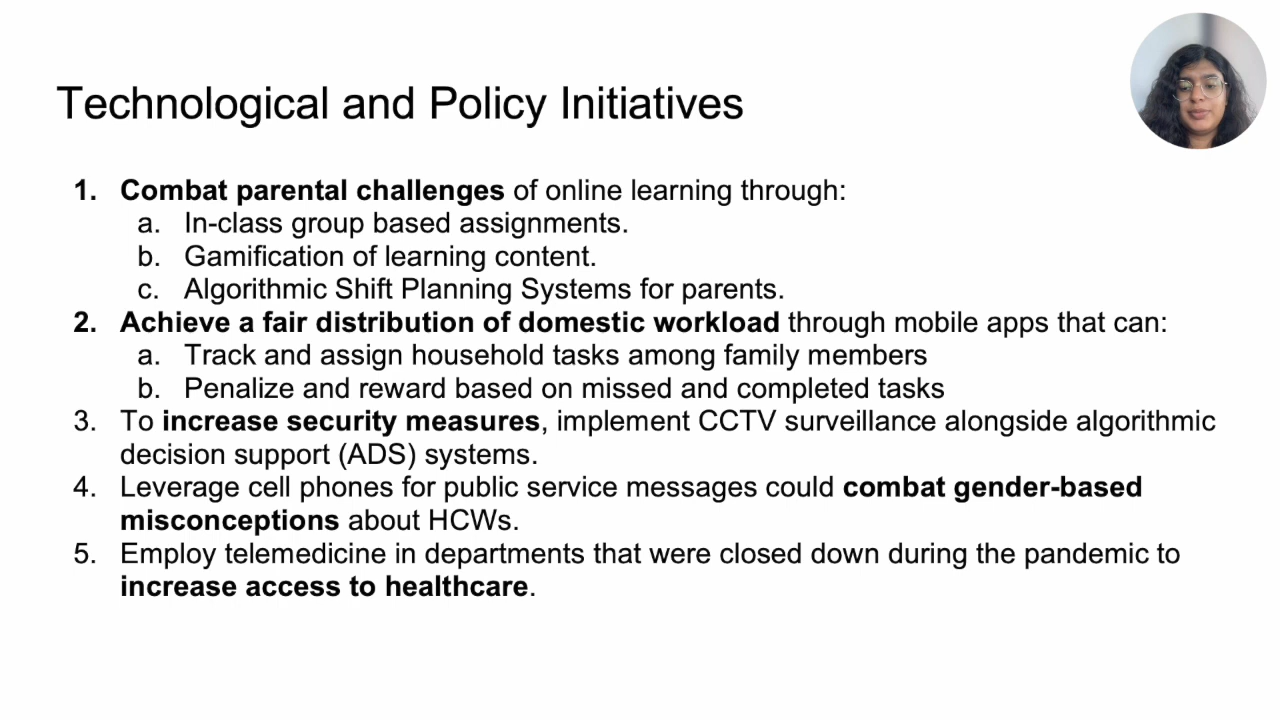 Technological and Policy Initiatives
1. Combat parental challenges of online learning through:
a. In-class group based assignments.
b. Gamification of learning content.
c. Algorithmic Shift Planning Systems for parents.
2. Achieve a fair distribution of domestic workload through mobile apps that can:
a. Track and assign household tasks among family members
b. Penalize and reward based on missed and completed tasks
3. To increase security measures, implement CCTV surveillance alongside algorithmic
decision support (ADS) systems.
4. Leverage cell phones for public service messages could combat gender-based
misconceptions about HCWs.
5. Employ telemedicine in departments that were closed down during the pandemic to
increase access to healthcare.